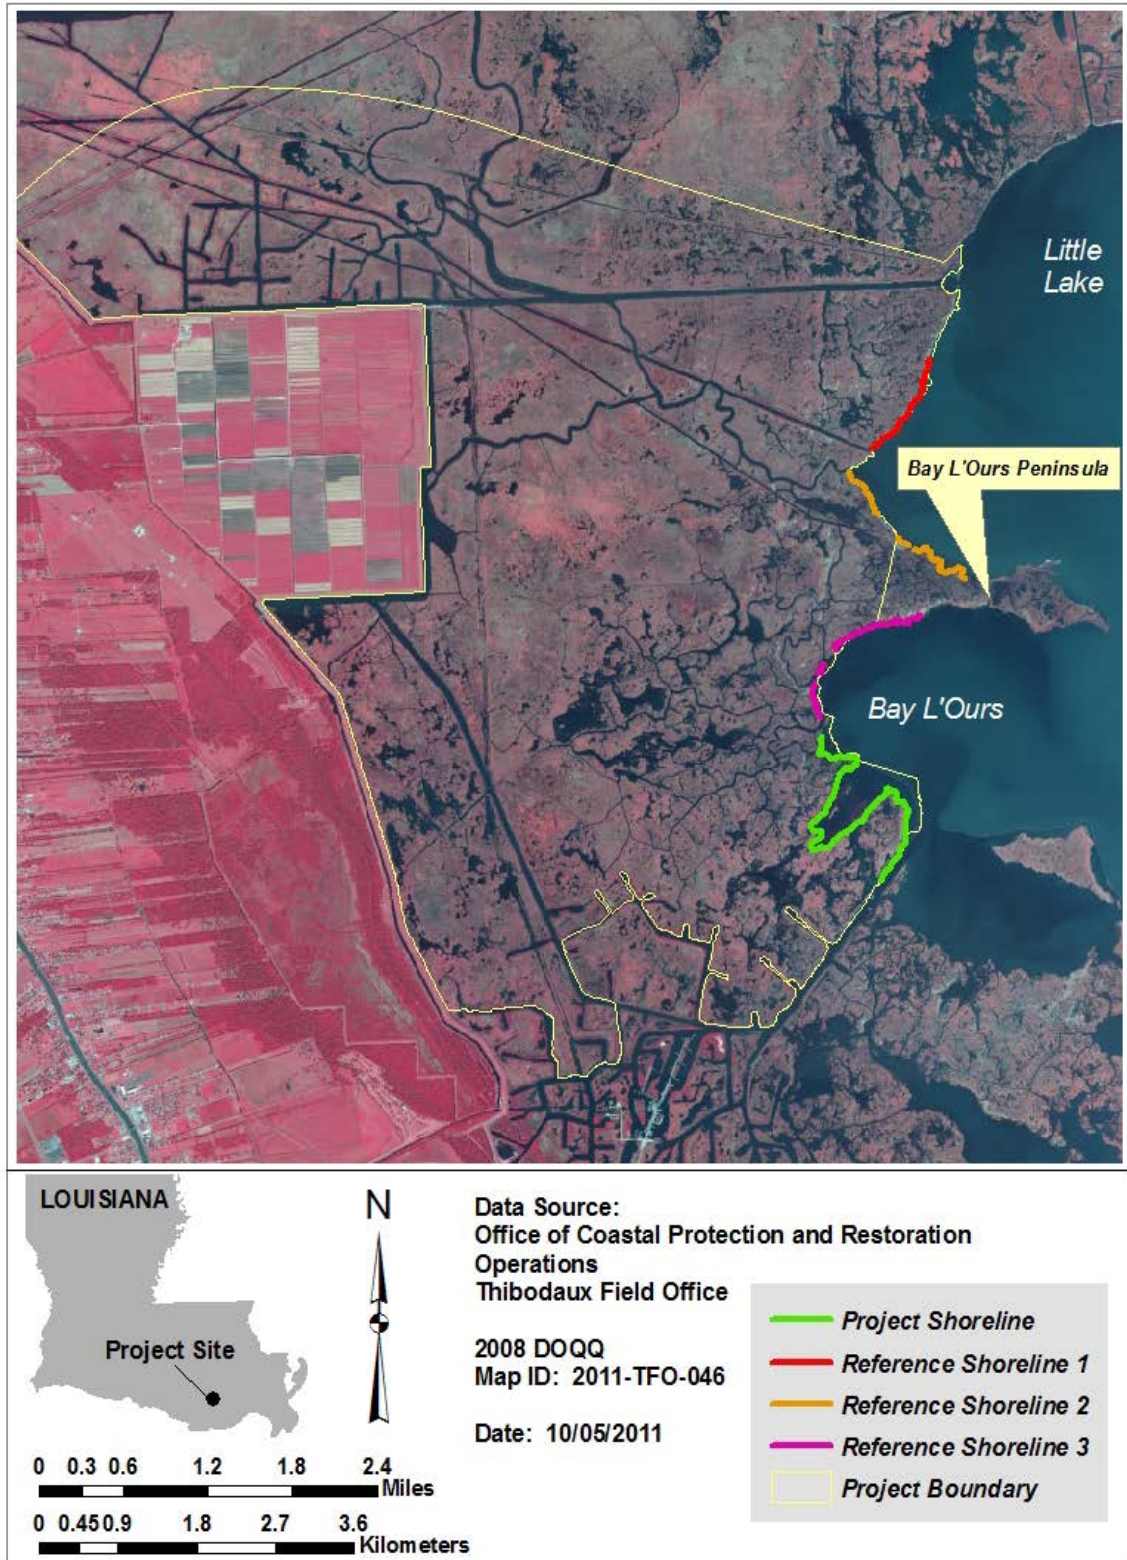 Little
Lake
Bay L'Ours Peninsula
Bay L'Ours
LOUISIANA
Project Site
N
Data Source:
Office of Coastal Protection and Restoration
Operations
Thibodaux Field Office
2008 DOQQ
Map ID: 2011-TFO-046
Date: 10/05/2011
Project Shoreline
Reference Shoreline 1
Reference Shoreline 2
Reference Shoreline 3
Project Boundary
0 0.3 0.6 1.2 1.8 2.4
Miles
0 0.45 0.9 1.8 2.7 3.6
Kilometers